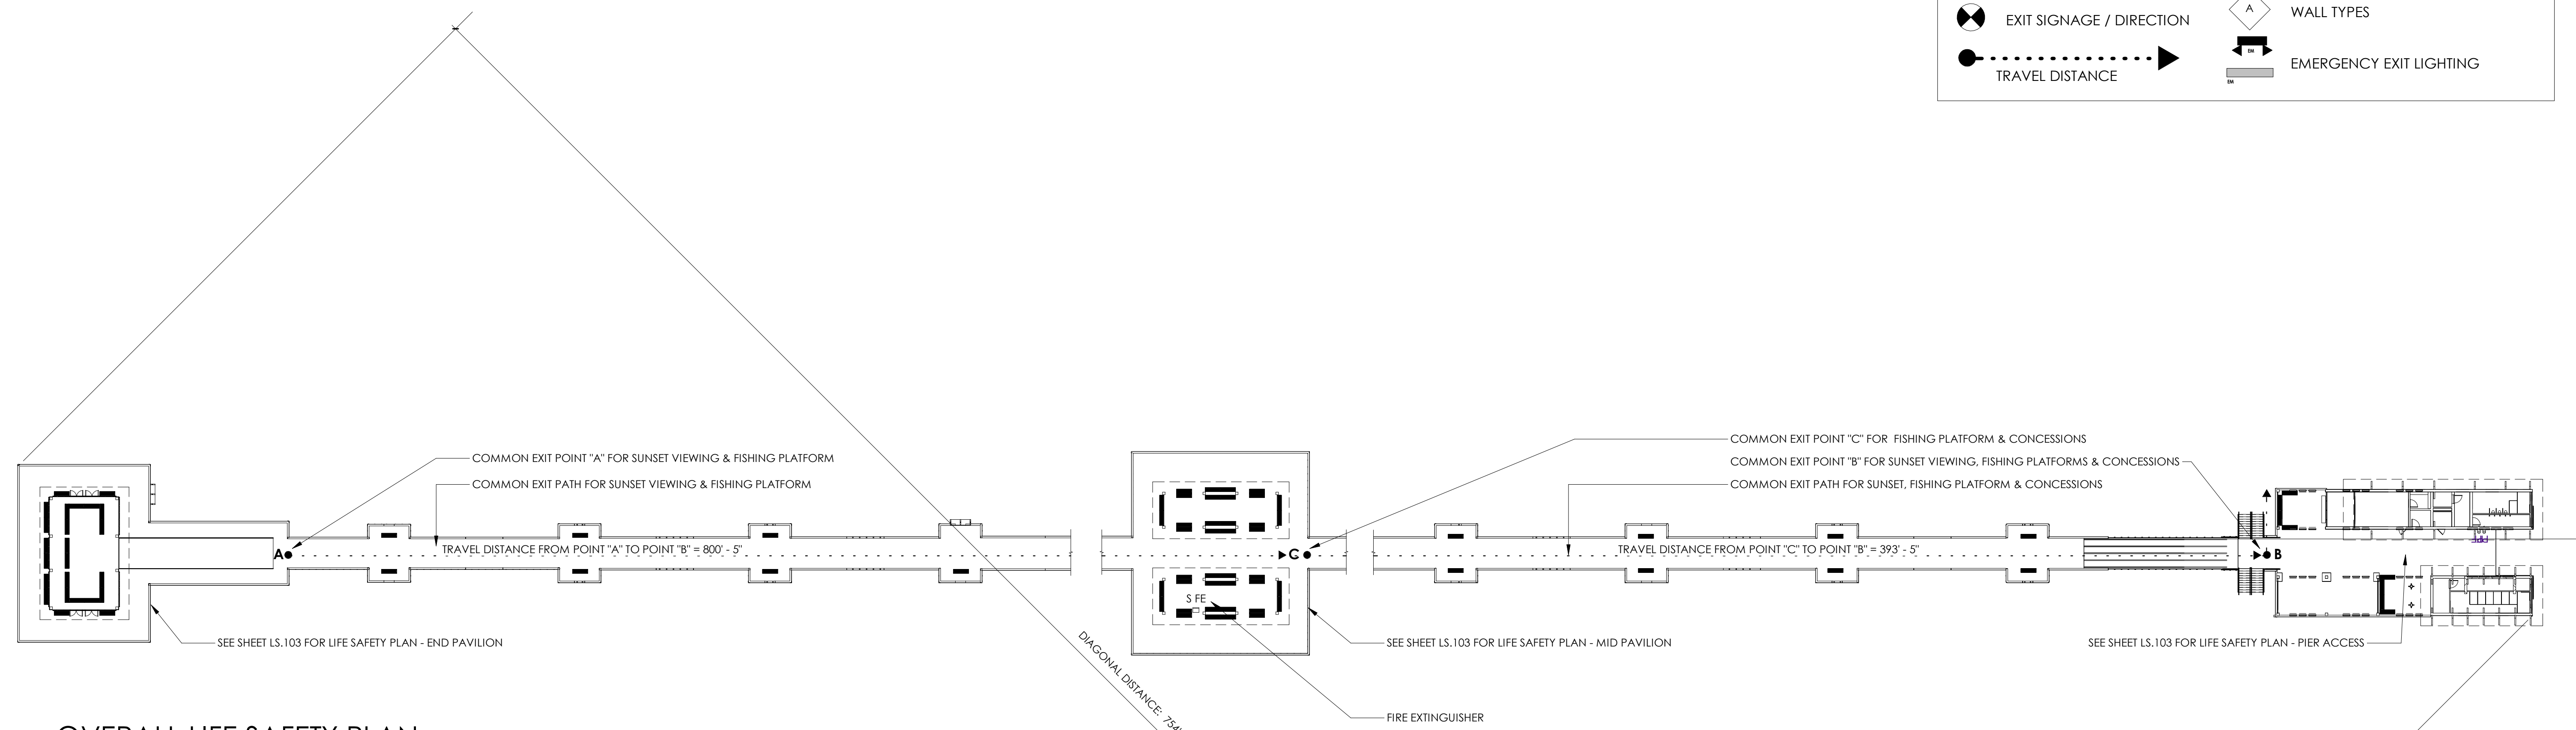 A
WALL TYPES
EXIT SIGNAGE / DIRECTION
EM
EMERGENCY EXIT LIGHTING
TRAVEL DISTANCE
EM
COMMON EXIT POINT "C" FOR FISHING PLATFORM & CONCESSIONS
COMMON EXIT POINT "A" FOR SUNSET VIEWING & FISHING PLATFORM
COMMON EXIT POINT "B" FOR SUNSET VIEWING, FISHING PLATFORMS & CONCESSIONS
COMMON EXIT PATH FOR SUNSET VIEWING & FISHING PLATFORM
COMMON EXIT PATH FOR SUNSET, FISHING PLATFORM & CONCESSIONS
TRAVEL DISTANCE FROM POINT "A" TO POINT "B" = 800' - 5"
TRAVEL DISTANCE FROM POINT "C" TO POINT "B" = 393' - 5"
A
C
B
S FE
SEE SHEET LS.103 FOR LIFE SAFETY PLAN - END PAVILION
SEE SHEET LS.103 FOR LIFE SAFETY PLAN - MID PAVILION
SEE SHEET LS.103 FOR LIFE SAFETY PLAN - PIER ACCESS
DIAGONAL DISTANCE: 754'
FIRE EXTINGUISHER
OVERALL LIFE SAFETY PLAN